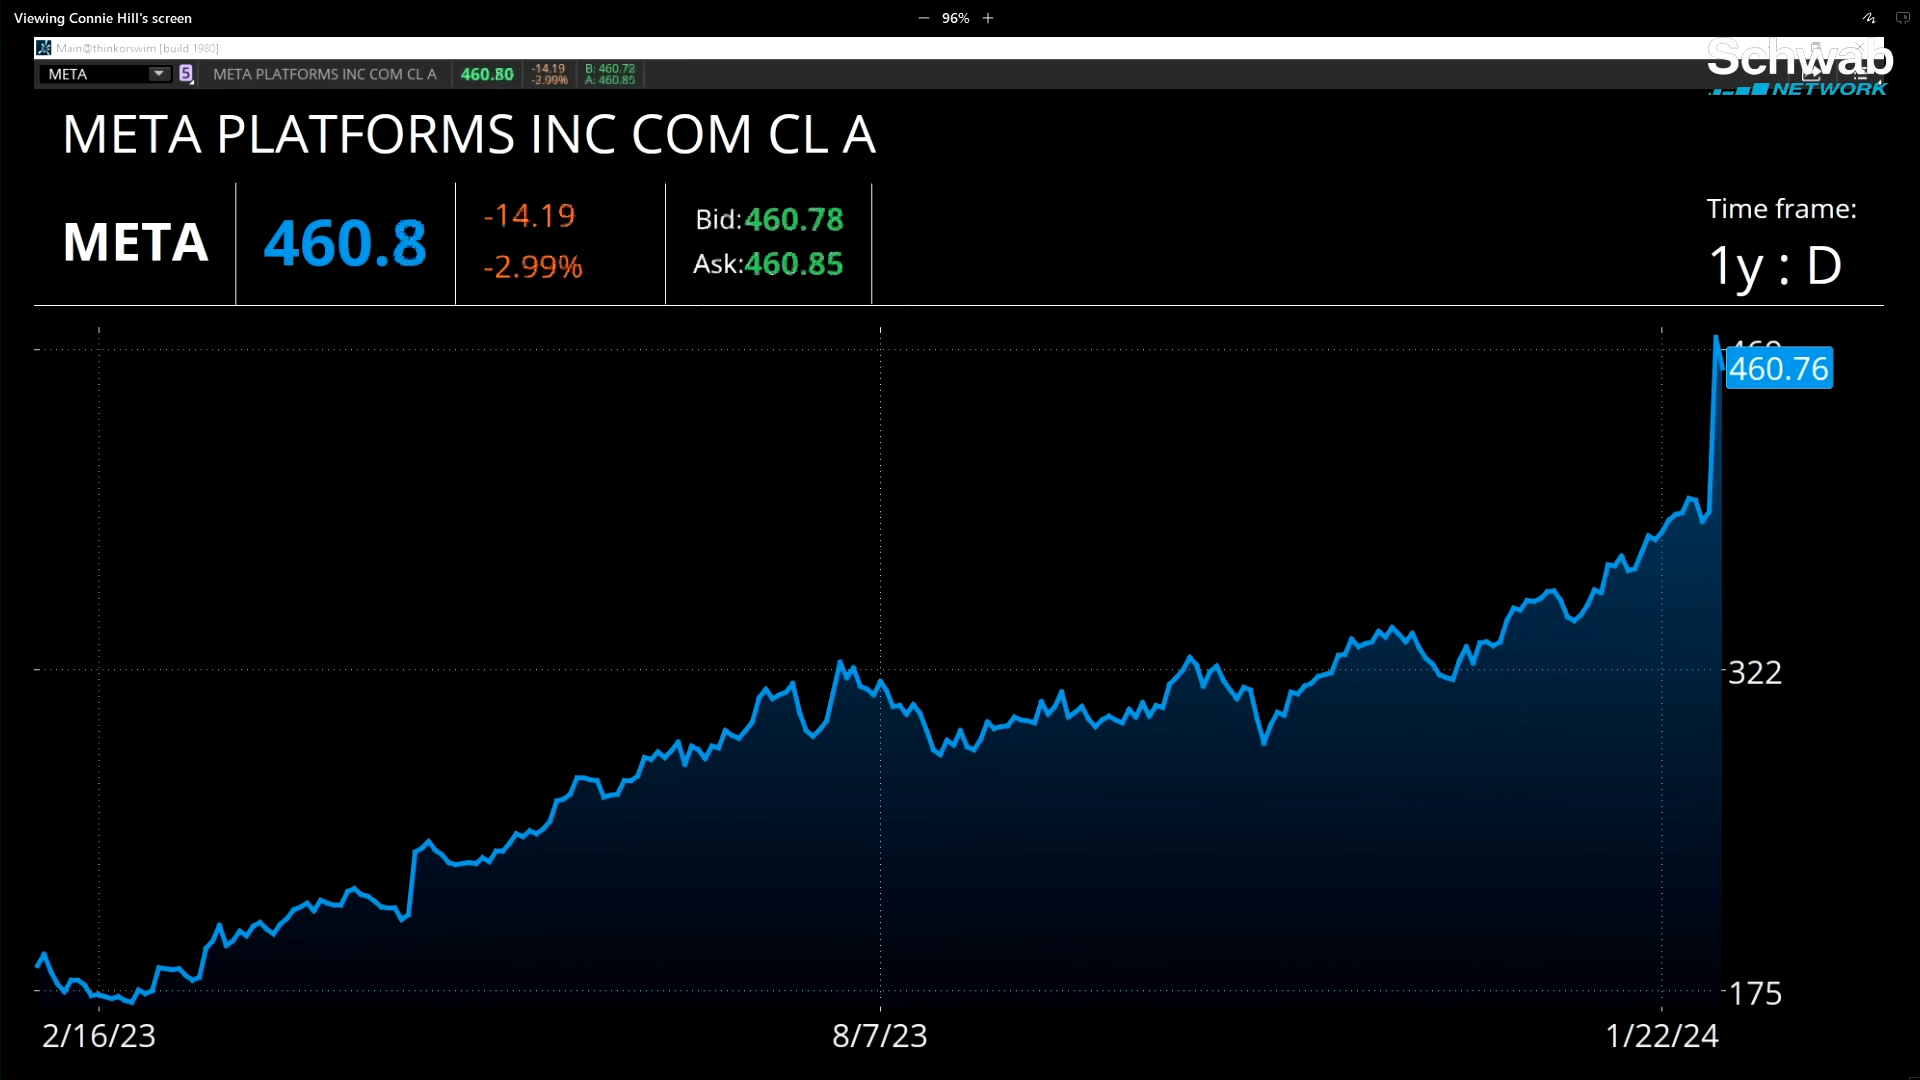 Viewing Connie Hill's screen
96%
Main@thinkorswim [build 1980]
META 5 META PLATFORMS INC COM CL A 460.80 -14.19 -2.99% B: 460.78 A: 460.85
Schwab
NETWORK
META PLATFORMS INC COM CL A
META
460.8
-14.19
-2.99%
Bid: 460.78
Ask: 460.85
Time frame:
1y : D
460.76
322
175
2/16/23 8/7/23 1/22/24